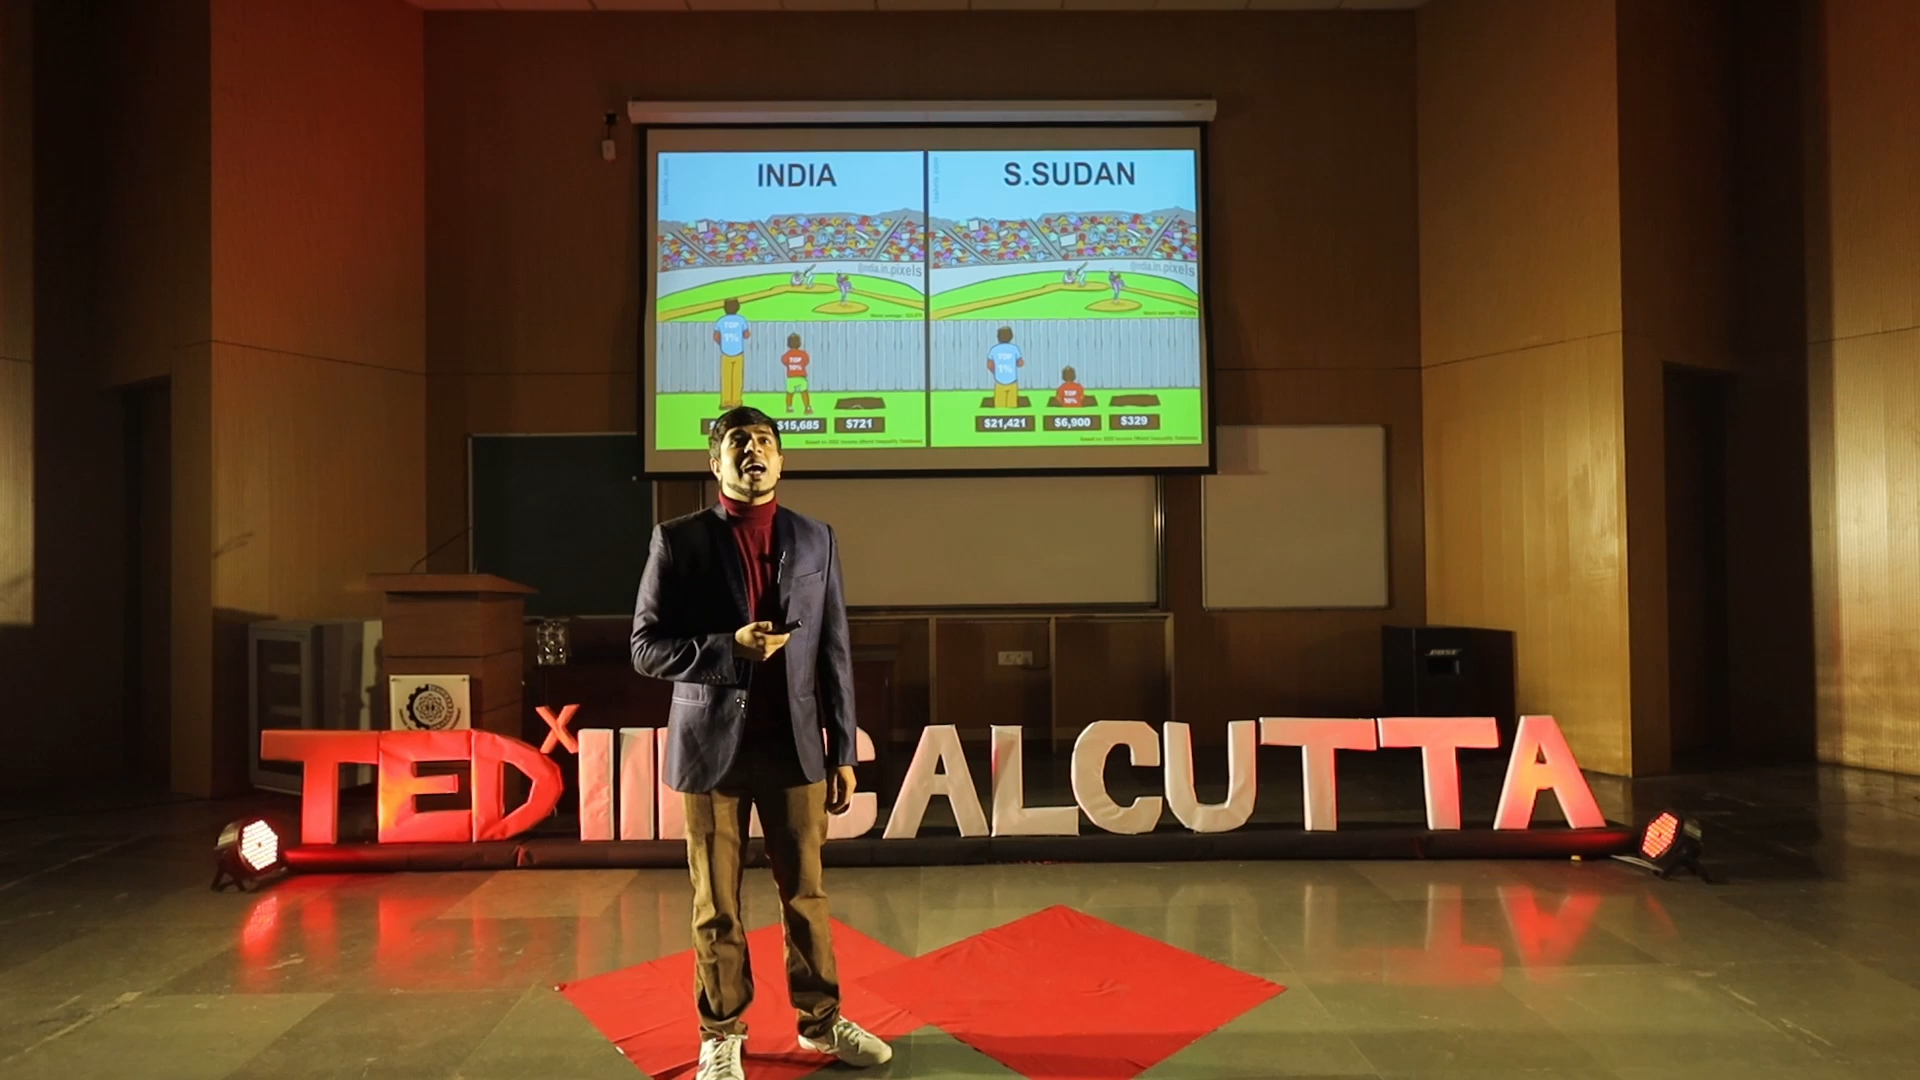 INDIA
S.SUDAN
@india.in.pixels
@india.in.pixels
TOP
1%
TOP
10%
TOP
1%
TOP
10%
$15,685
$721
$21,421
$6,900
$329
BOSE
TEDx
CALCUTTA